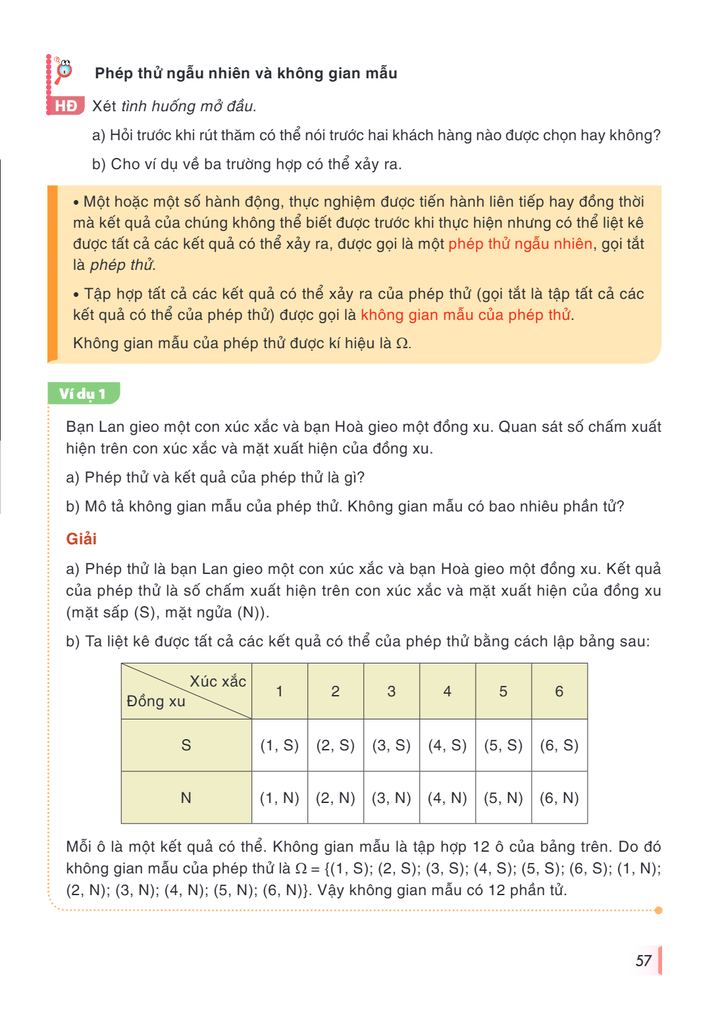 Phép thử ngẫu nhiên và không gian mẫu
HĐ Xét tình huống mở đầu.
a) Hỏi trước khi rút thăm có thể nói trước hai khách hàng nào được chọn hay không?
b) Cho ví dụ về ba trường hợp có thể xảy ra.
• Một hoặc một số hành động, thực nghiệm được tiến hành liên tiếp hay đồng thời
mà kết quả của chúng không thể biết được trước khi thực hiện nhưng có thể liệt kê
được tất cả các kết quả có thể xảy ra, được gọi là một phép thử ngẫu nhiên, gọi tắt
là phép thử.
• Tập hợp tất cả các kết quả có thể xảy ra của phép thử (gọi tắt là tập tất cả các
kết quả có thể của phép thử) được gọi là không gian mẫu của phép thử.
Không gian mẫu của phép thử được kí hiệu là Ω.
Ví dụ 1
Bạn Lan gieo một con xúc xắc và bạn Hoà gieo một đồng xu. Quan sát số chấm xuất
hiện trên con xúc xắc và mặt xuất hiện của đồng xu.
a) Phép thử và kết quả của phép thử là gì?
b) Mô tả không gian mẫu của phép thử. Không gian mẫu có bao nhiêu phần tử?
Giải
a) Phép thử là bạn Lan gieo một con xúc xắc và bạn Hoà gieo một đồng xu. Kết quả
của phép thử là số chấm xuất hiện trên con xúc xắc và mặt xuất hiện của đồng xu
(mặt sấp (S), mặt ngửa (N)).
b) Ta liệt kê được tất cả các kết quả có thể của phép thử bằng cách lập bảng sau:
Xúc xắc
Đồng xu
1 2 3 4 5 6
S (1, S) (2, S) (3, S) (4, S) (5, S) (6, S)
N (1, N) (2, N) (3, N) (4, N) (5, N) (6, N)
Mỗi ô là một kết quả có thể. Không gian mẫu là tập hợp 12 ô của bảng trên. Do đó
không gian mẫu của phép thử là Ω = {(1, S); (2, S); (3, S); (4, S); (5, S); (6, S); (1, N);
(2, N); (3, N); (4, N); (5, N); (6, N)}. Vậy không gian mẫu có 12 phần tử.
57